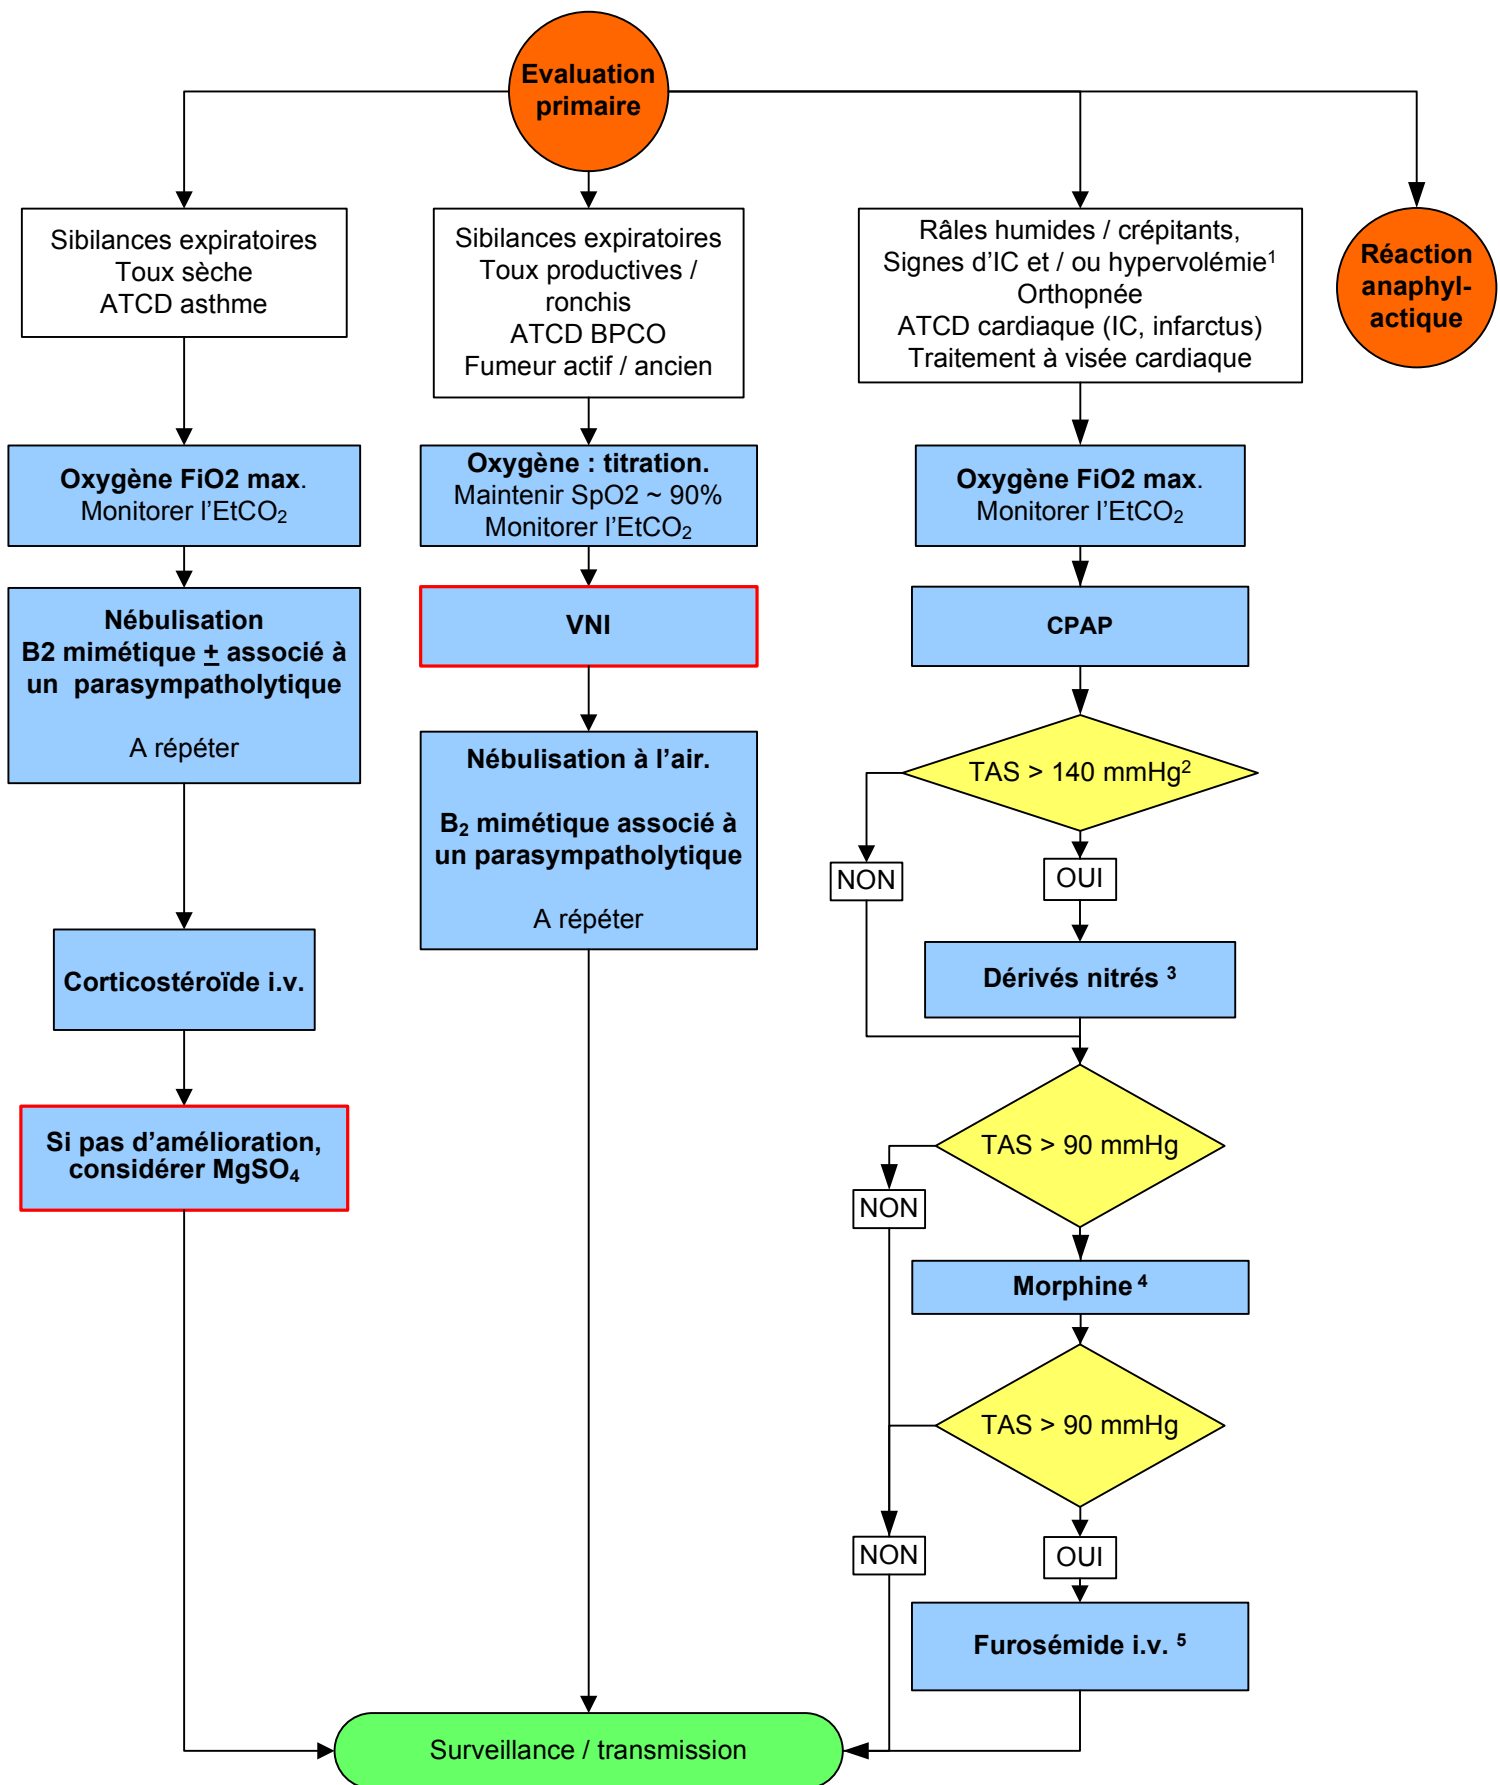 Evaluation
primaire
Sibilances expiratoires
Toux sèche
ATCD asthme
Sibilances expiratoires
Toux productives /
ronchis
ATCD BPCO
Fumeur actif / ancien
Râles humides / crépitants,
Signes d’IC et / ou hypervolémie¹
Orthopnée
ATCD cardiaque (IC, infarctus)
Traitement à visée cardiaque
Réaction
anaphyl-
actique
Oxygène FiO2 max.
Monitorer l’EtCO₂
Oxygène : titration.
Maintenir SpO2 ~ 90%
Monitorer l’EtCO₂
Oxygène FiO2 max.
Monitorer l’EtCO₂
Nébulisation
B2 mimétique ± associé à
un parasympatholytique
A répéter
VNI
CPAP
Nébulisation à l’air.
B₂ mimétique associé à
un parasympatholytique
A répéter
TAS > 140 mmHg²
NON
OUI
Corticostéroïde i.v.
Dérivés nitrés ³
Si pas d’amélioration,
considérer MgSO₄
TAS > 90 mmHg
NON
Morphine ⁴
TAS > 90 mmHg
NON
OUI
Furosémide i.v. ⁵
Surveillance / transmission